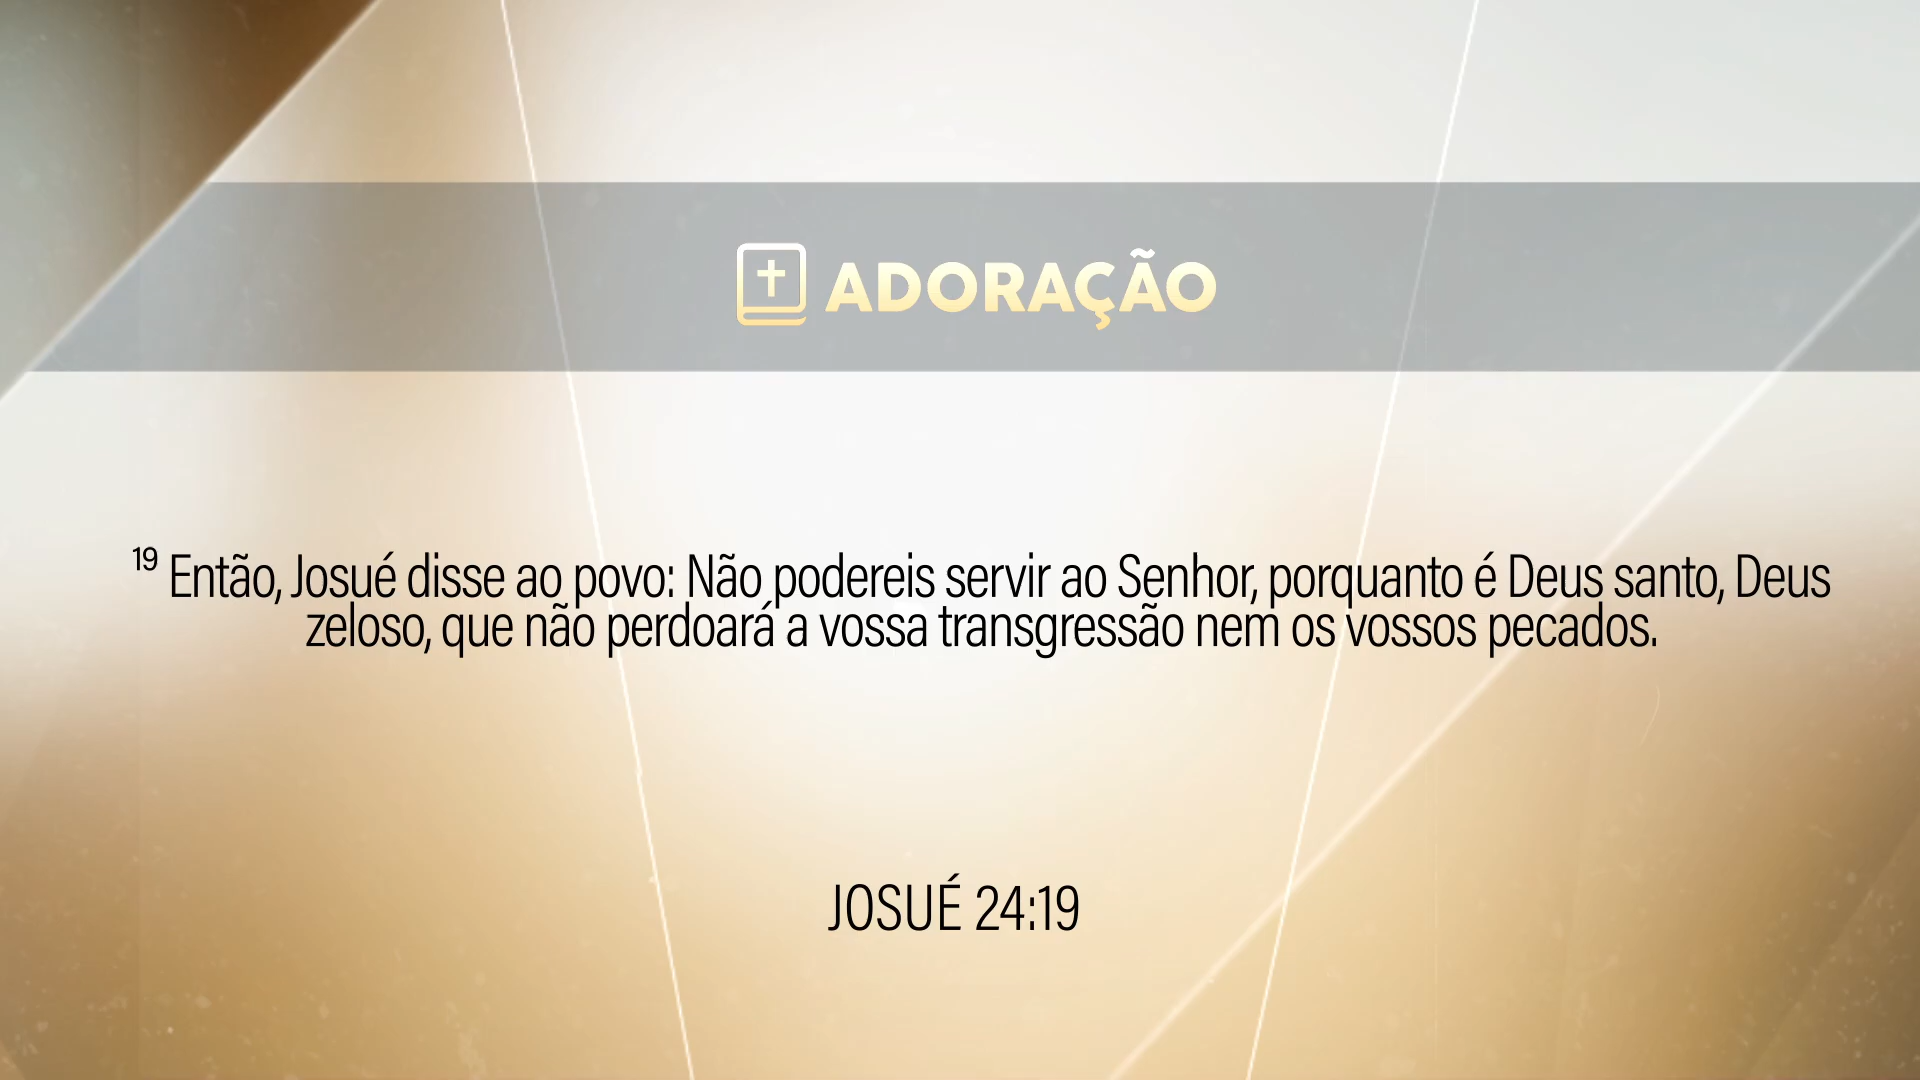 ADORAÇÃO
¹⁹ Então, Josué disse ao povo: Não podereis servir ao Senhor, porquanto é Deus santo, Deus
zeloso, que não perdoará a vossa transgressão nem os vossos pecados.
JOSUÉ 24:19